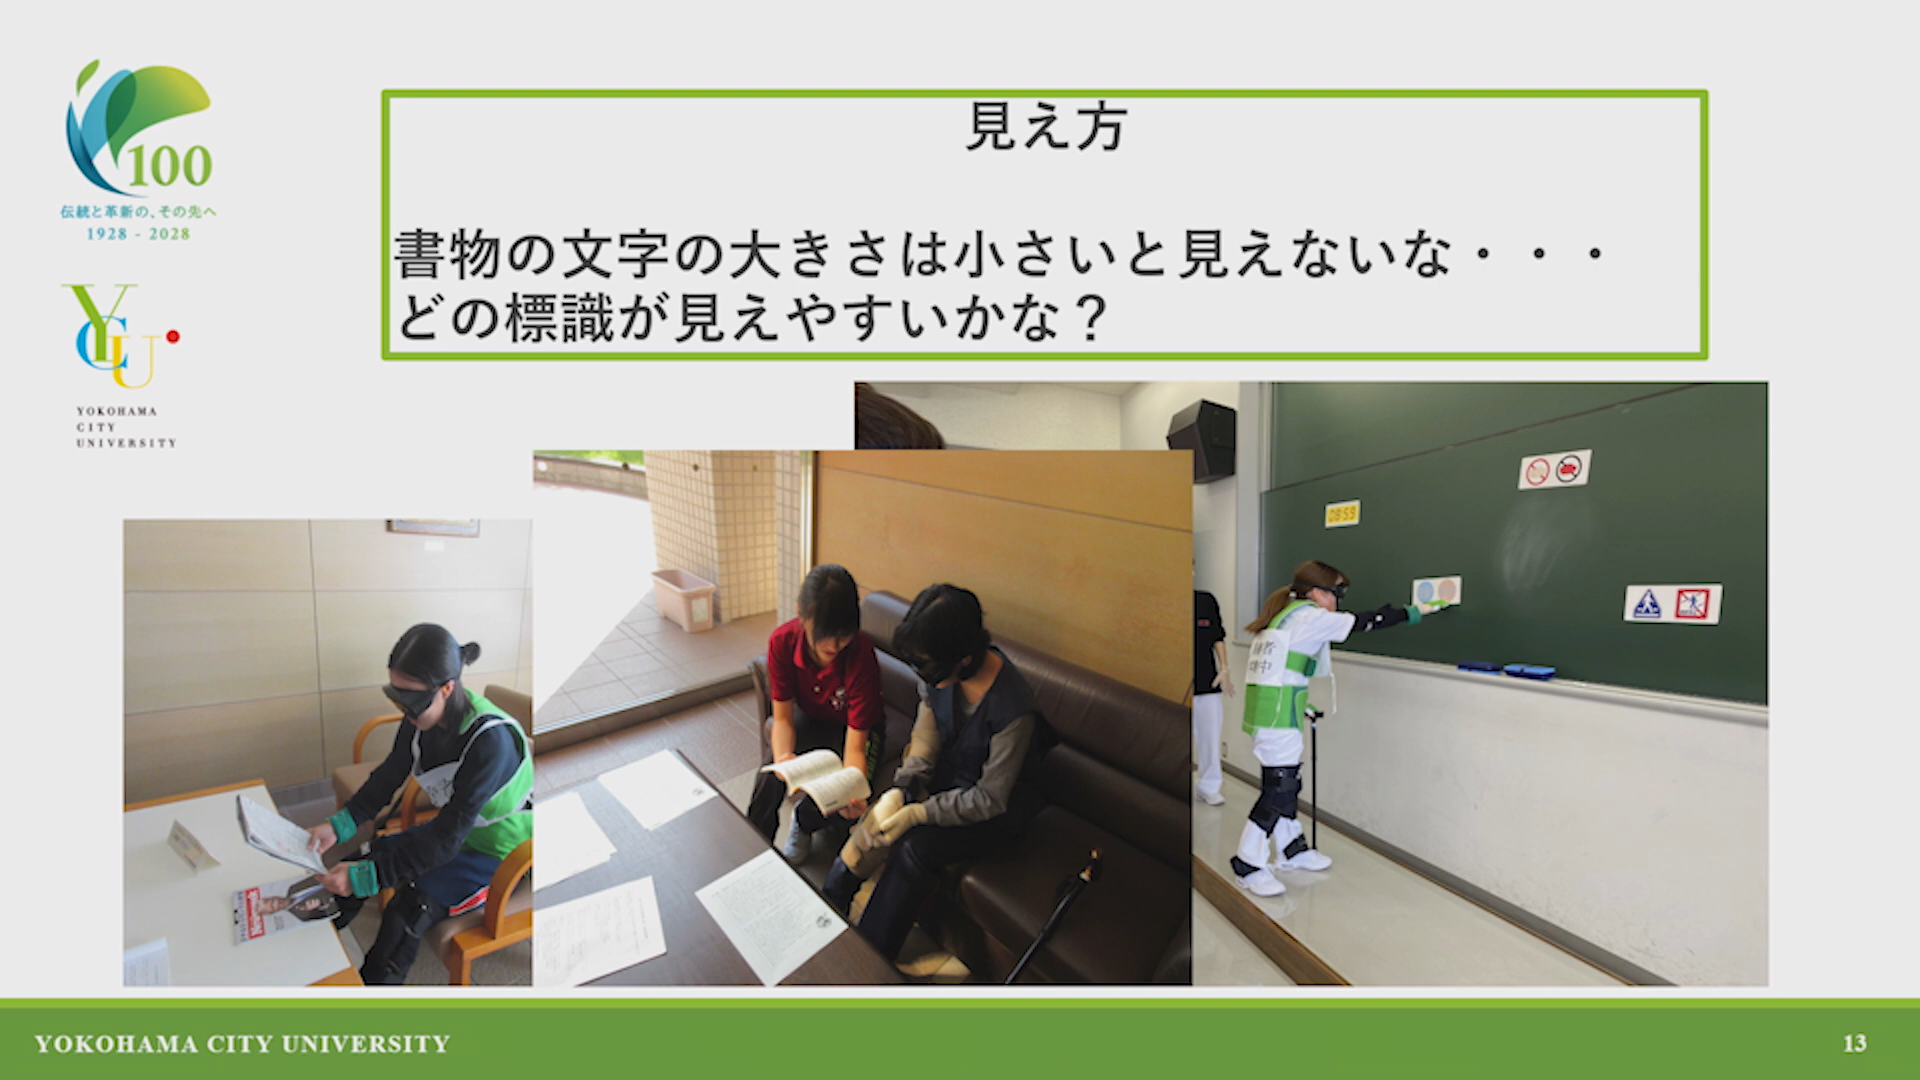 100
伝統と革新の、その先へ
1928 - 2028
YCU
YOKOHAMA
CITY
UNIVERSITY
見え方
書物の文字の大きさは小さいと見えないな・・・
どの標識が見えやすいかな？
08:59
YOKOHAMA CITY UNIVERSITY
13